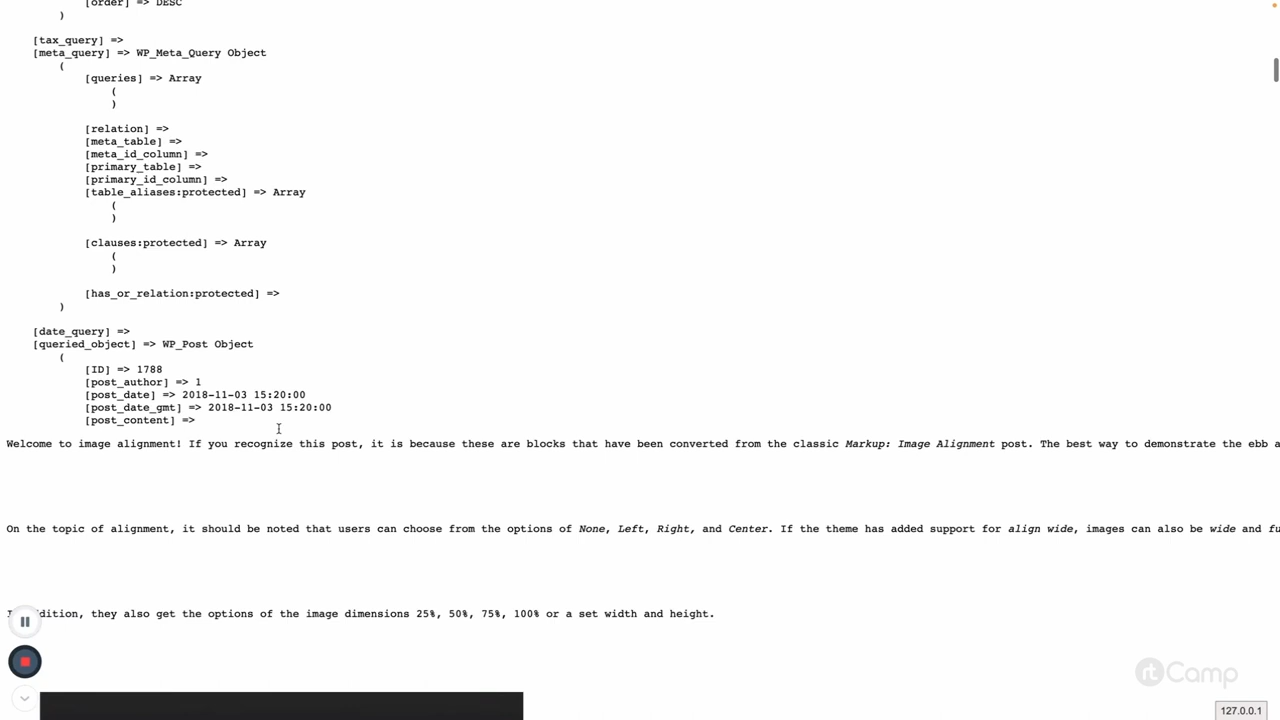 [order] => DESC
)
[tax_query] =>
[meta_query] => WP_Meta_Query Object
(
[queries] => Array
(
)
[relation] =>
[meta_table] =>
[meta_id_column] =>
[primary_table] =>
[primary_id_column] =>
[table_aliases:protected] => Array
(
)
[clauses:protected] => Array
(
)
[has_or_relation:protected] =>
)
[date_query] =>
[queried_object] => WP_Post Object
(
[ID] => 1788
[post_author] => 1
[post_date] => 2018-11-03 15:20:00
[post_date_gmt] => 2018-11-03 15:20:00
[post_content] =>
Welcome to image alignment! If you recognize this post, it is because these are blocks that have been converted from the classic Markup: Image Alignment post. The best way to demonstrate the ebb a
On the topic of alignment, it should be noted that users can choose from the options of None, Left, Right, and Center. If the theme has added support for align wide, images can also be wide and fu
dition, they also get the options of the image dimensions 25%, 50%, 75%, 100% or a set width and height.
rtCamp
127.0.0.1